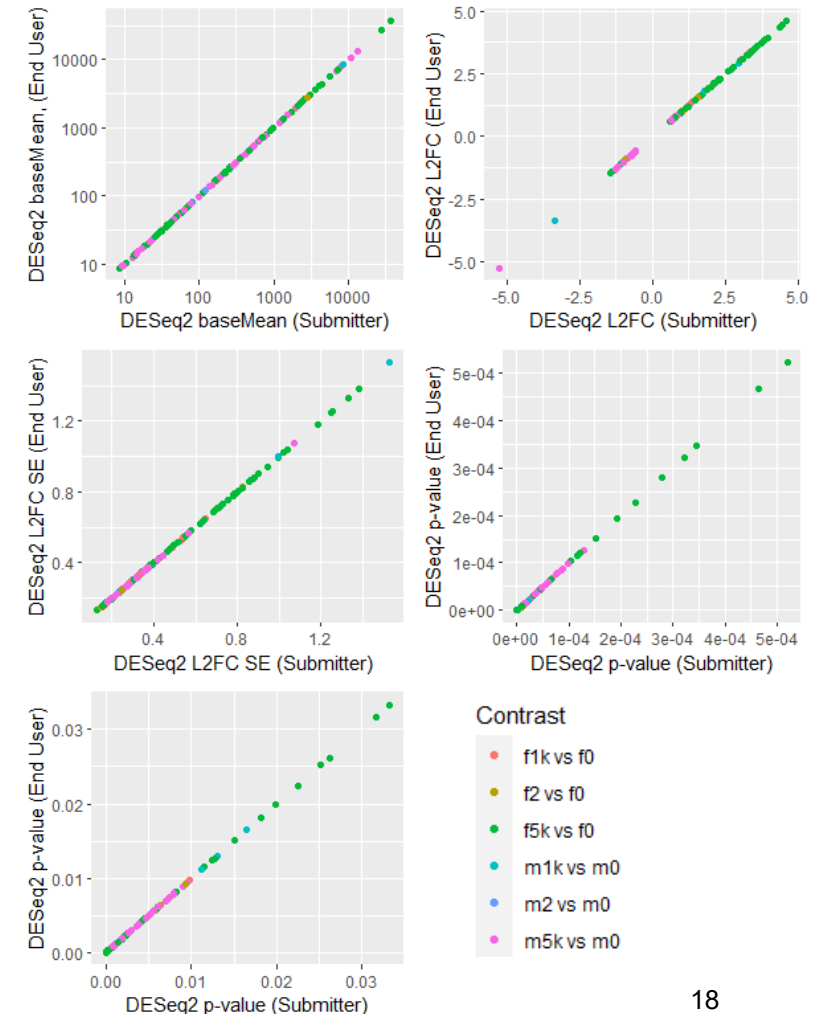 DESeq2 baseMean, (End User)
10000
1000
100
10
10 100 1000 10000
DESeq2 baseMean (Submitter)
DESeq2 L2FC (End User)
5.0
2.5
0.0
-2.5
-5.0
-5.0 -2.5 0.0 2.5 5.0
DESeq2 L2FC (Submitter)
DESeq2 L2FC SE (End User)
1.2
0.8
0.4
0.4 0.8 1.2
DESeq2 L2FC SE (Submitter)
DESeq2 p-value (End User)
5e-04
4e-04
3e-04
2e-04
1e-04
0e+00
0e+00 1e-04 2e-04 3e-04 4e-04 5e-04
DESeq2 p-value (Submitter)
DESeq2 p-value (End User)
0.03
0.02
0.01
0.00
0.00 0.01 0.02 0.03
DESeq2 p-value (Submitter)
Contrast
f1k vs f0
f2 vs f0
f5k vs f0
m1k vs m0
m2 vs m0
m5k vs m0
18